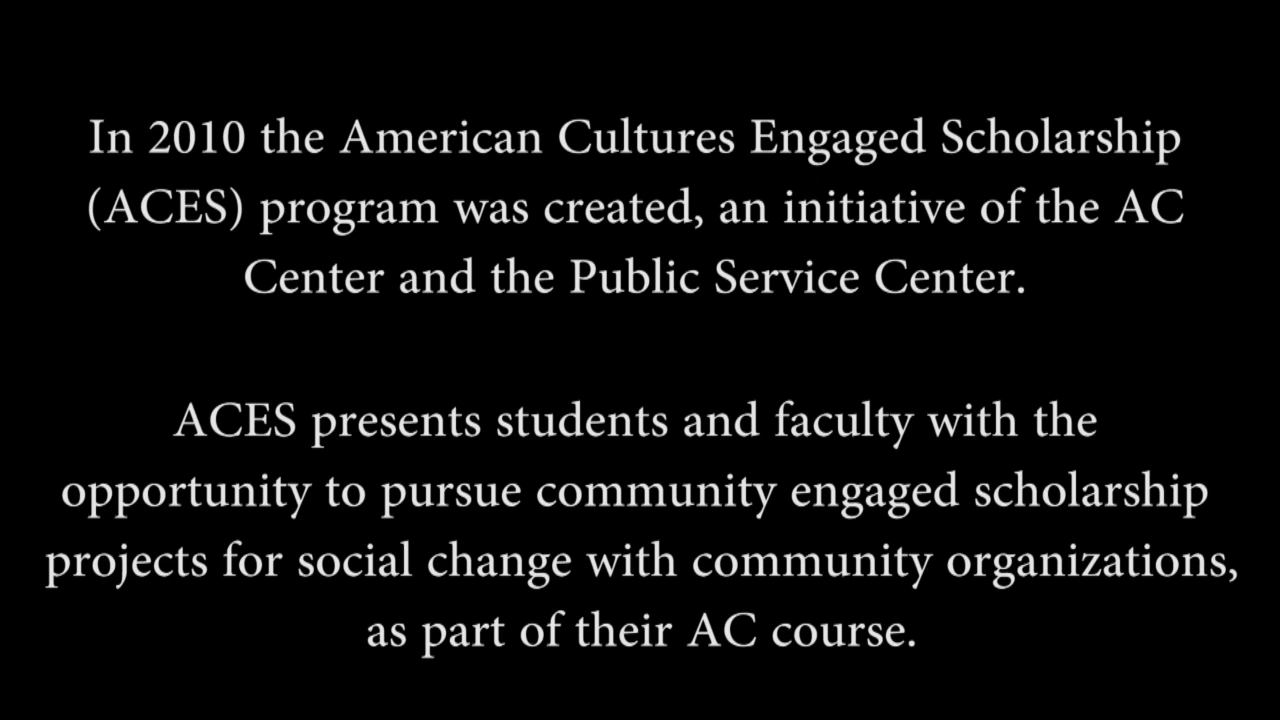 In 2010 the American Cultures Engaged Scholarship
(ACES) program was created, an initiative of the AC
Center and the Public Service Center.
ACES presents students and faculty with the
opportunity to pursue community engaged scholarship
projects for social change with community organizations,
as part of their AC course.